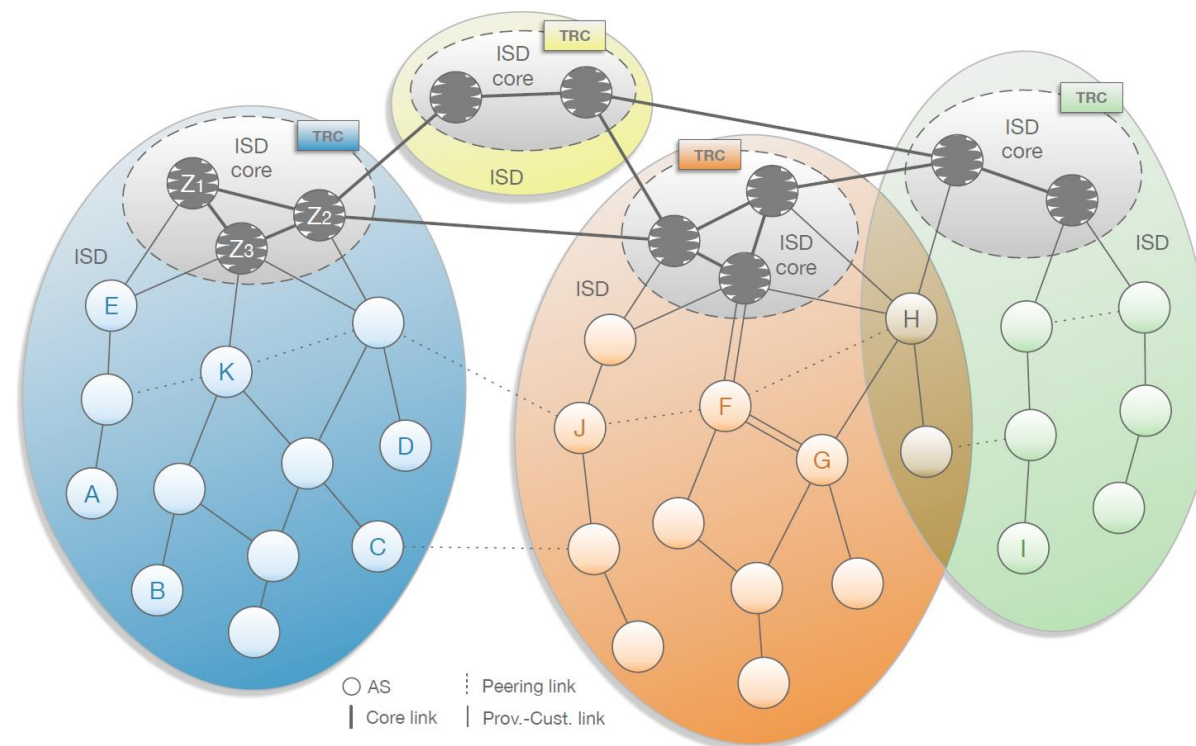 TRC
ISD
core
ISD
TRC
ISD
core
Z1
Z2
Z3
ISD
E
K
A
B
C
D
TRC
ISD
core
ISD
J
F
G
H
TRC
ISD
core
ISD
I
AS
Core link
Peering link
Prov.-Cust. link